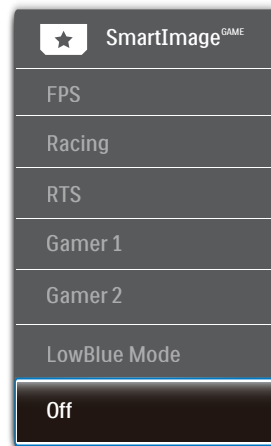 SmartImage GAME
FPS
Racing
RTS
Gamer 1
Gamer 2
LowBlue Mode
Off